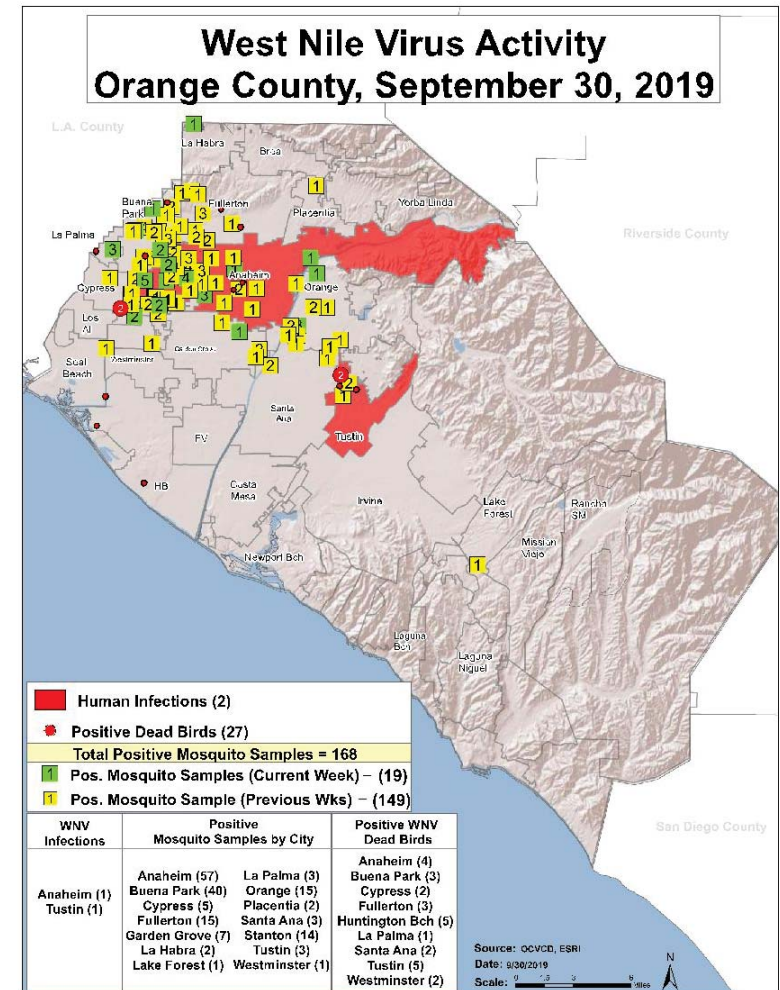 West Nile Virus Activity
Orange County, September 30, 2019
L.A. County
La Habra
Brea
Buena
Park
Fullerton
Placentia
Yorba Linda
La Palma
Riverside County
Anaheim
Orange
Cypress
Los
Al
Westminster
Seal
Beach
Santa
Ana
Tustin
FV
HB
Costa
Mesa
Irvine
Lake
Forest
Rancho
SM
Mission
Viejo
Newport Bch
Laguna
Bch
Laguna
Niguel
San Diego County
Human Infections (2)
Positive Dead Birds (27)
Total Positive Mosquito Samples = 168
1 Pos. Mosquito Samples (Current Week) – (19)
1 Pos. Mosquito Sample (Previous Wks) – (149)
WNV
Infections
Anaheim (1)
Tustin (1)
Positive
Mosquito Samples by City
Anaheim (57) La Palma (3)
Buena Park (40) Orange (15)
Cypress (5) Placentia (2)
Fullerton (15) Santa Ana (3)
Garden Grove (7) Stanton (14)
La Habra (2) Tustin (3)
Lake Forest (1) Westminster (1)
Positive WNV
Dead Birds
Anaheim (4)
Buena Park (3)
Cypress (2)
Fullerton (3)
Huntington Bch (5)
La Palma (1)
Santa Ana (2)
Tustin (5)
Westminster (2)
Source: OCVCD, ESRI
Date: 9/30/2019
Scale: 0 1.5 3 6 Miles
N